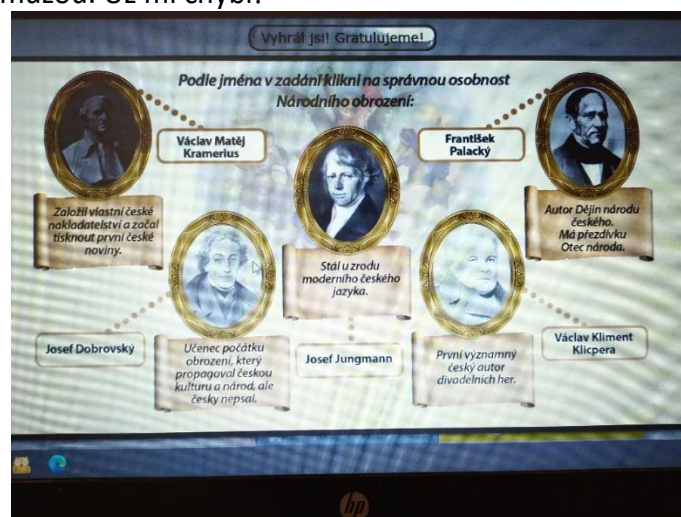 Vyhrál jsi! Gratulujeme!
Podle jména v zadání klikni na správnou osobnost
Národního obrození:
Václav Matěj
Kramerius
František
Palacký
Založil vlastní české
nakladatelství a začal
tisknout první české
noviny.
Autor Dějin národu
českého.
Má přezdívku
Otec národa.
Stál u zrodu
moderního českého
jazyka.
Josef Dobrovský
Učenec počátku
obrození, který
propagoval českou
kulturu a národ, ale
česky nepsal.
Josef Jungmann
První významný
český autor
divadelních her.
Václav Kliment
Klicpera
hp